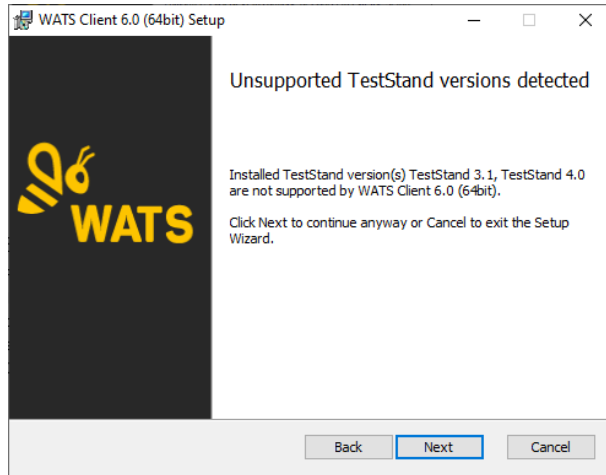 WATS Client 6.0 (64bit) Setup
Unsupported TestStand versions detected
WATS
Installed TestStand version(s) TestStand 3.1, TestStand 4.0
are not supported by WATS Client 6.0 (64bit).
Click Next to continue anyway or Cancel to exit the Setup
Wizard.
Back
Next
Cancel